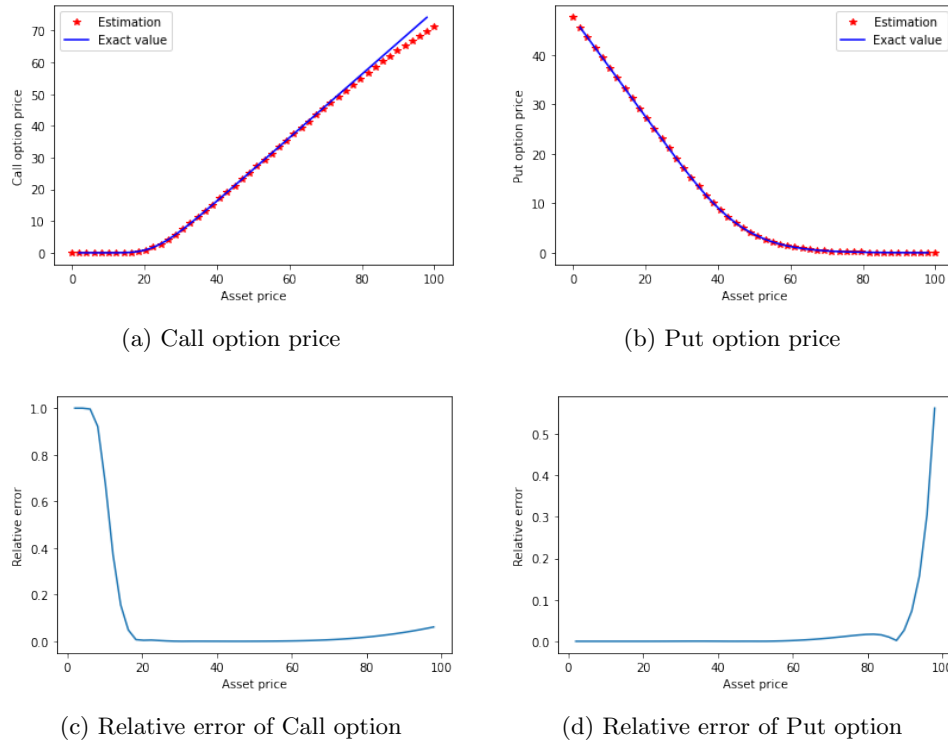 Estimation
Exact value
70
60
50
40
30
20
10
0
Call option price
0 20 40 60 80 100
Asset price
(a) Call option price
Estimation
Exact value
40
30
20
10
0
Put option price
0 20 40 60 80 100
Asset price
(b) Put option price
1.0
0.8
0.6
0.4
0.2
0.0
Relative error
0 20 40 60 80 100
Asset price
(c) Relative error of Call option
0.5
0.4
0.3
0.2
0.1
0.0
Relative error
0 20 40 60 80 100
Asset price
(d) Relative error of Put option